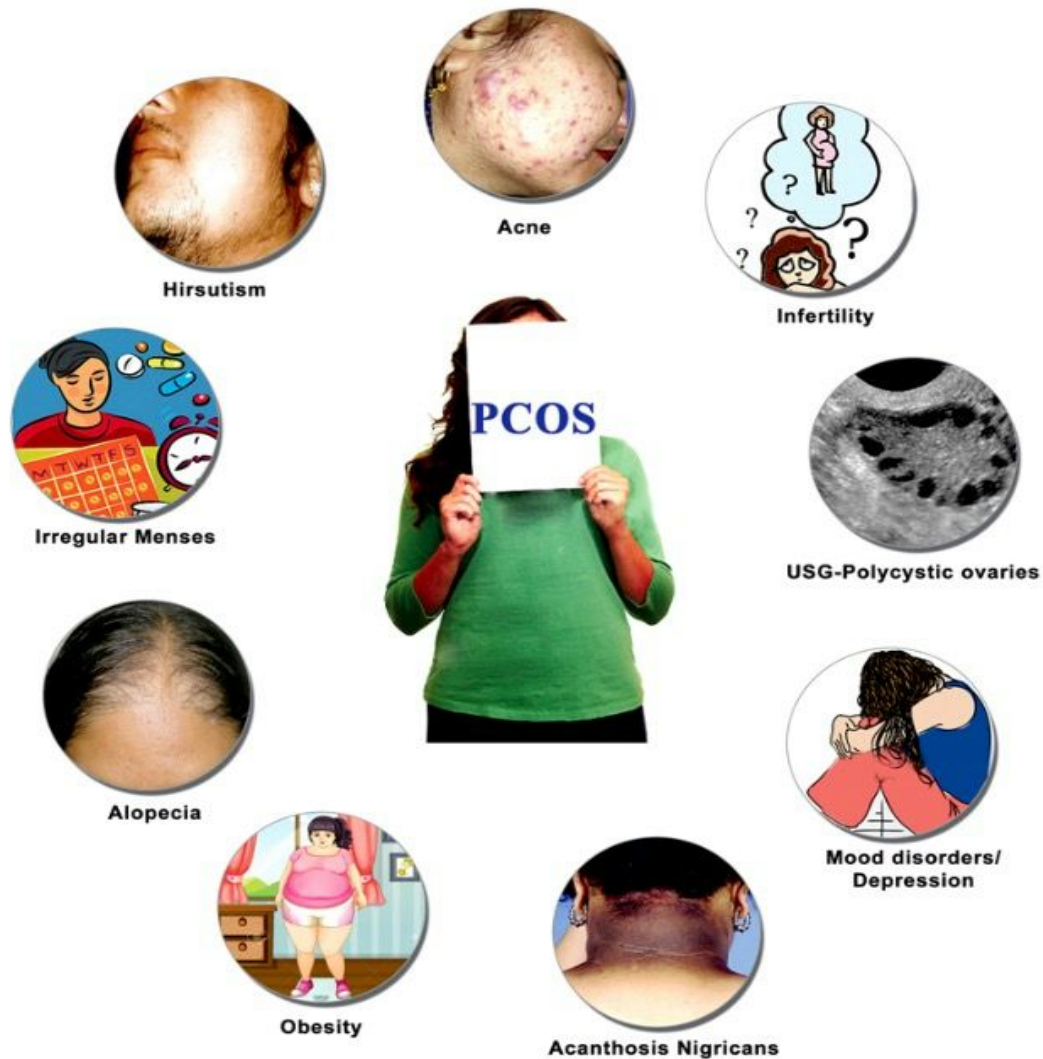 Acne
Hirsutism
Infertility
PCOS
Irregular Menses
M T W T F S
USG-Polycystic ovaries
Alopecia
Mood disorders/
Depression
Obesity
Acanthosis Nigricans
? 
?
?
?